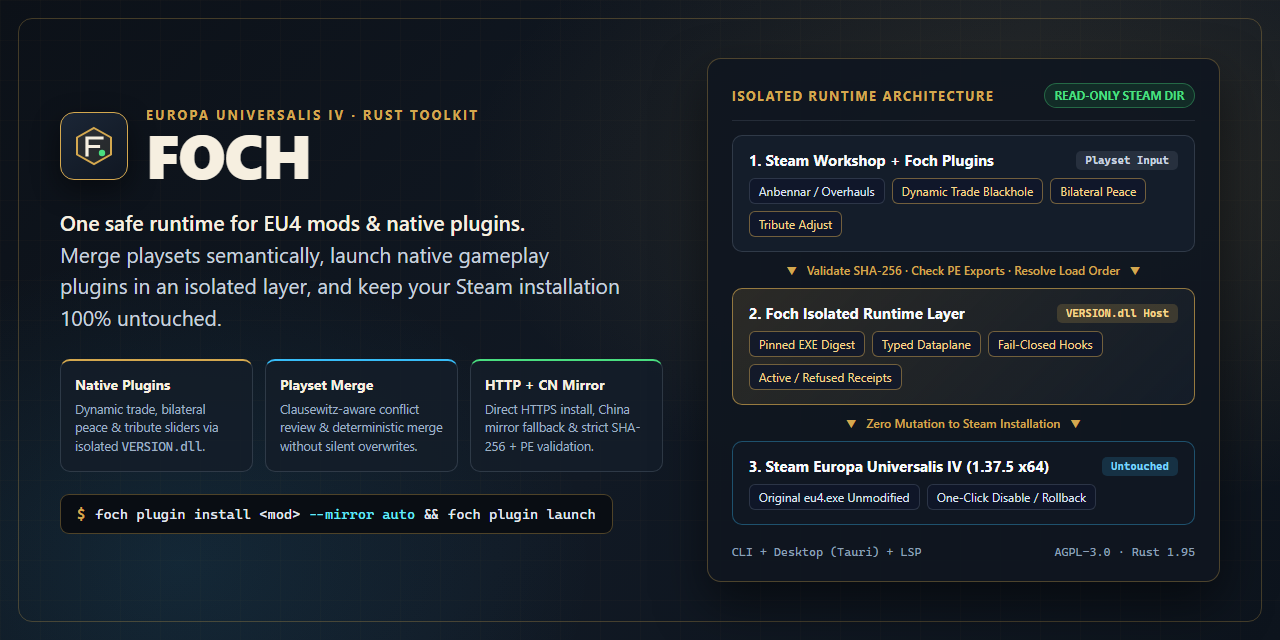 EUROPA UNIVERSALIS IV · RUST TOOLKIT
F
FOCH
One safe runtime for EU4 mods & native plugins.
Merge playsets semantically, launch native gameplay
plugins in an isolated layer, and keep your Steam installation
100% untouched.
Native Plugins
Dynamic trade, bilateral
peace & tribute sliders via
isolated VERSION.dll.
Playset Merge
Clausewitz-aware conflict
review & deterministic merge
without silent overwrites.
HTTP + CN Mirror
Direct HTTPS install, China
mirror fallback & strict SHA-
256 + PE validation.
$ foch plugin install <mod> --mirror auto && foch plugin launch
ISOLATED RUNTIME ARCHITECTURE
READ-ONLY STEAM DIR
1. Steam Workshop + Foch Plugins
Playset Input
Anbennar / Overhauls
Dynamic Trade Blackhole
Bilateral Peace
Tribute Adjust
▼ Validate SHA-256 · Check PE Exports · Resolve Load Order ▼
2. Foch Isolated Runtime Layer
VERSION.dll Host
Pinned EXE Digest
Typed Dataplane
Fail-Closed Hooks
Active / Refused Receipts
▼ Zero Mutation to Steam Installation ▼
3. Steam Europa Universalis IV (1.37.5 x64)
Untouched
Original eu4.exe Unmodified
One-Click Disable / Rollback
CLI + Desktop (Tauri) + LSP
AGPL-3.0 · Rust 1.95